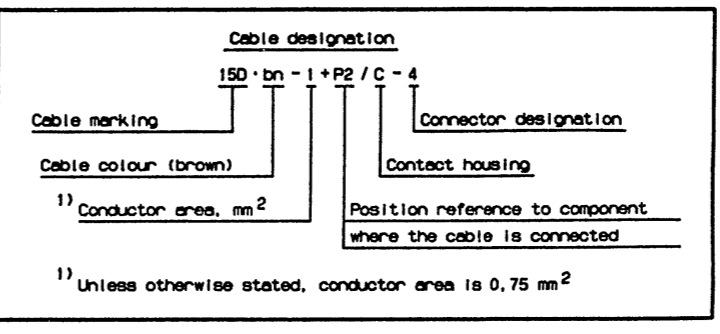 Cable designation
15D · bn - 1 + P2 / C - 4
Cable marking
Connector designation
Cable colour (brown)
Contact housing
1) Conductor area, mm2
Position reference to component
where the cable is connected
1) Unless otherwise stated, conductor area is 0,75 mm2